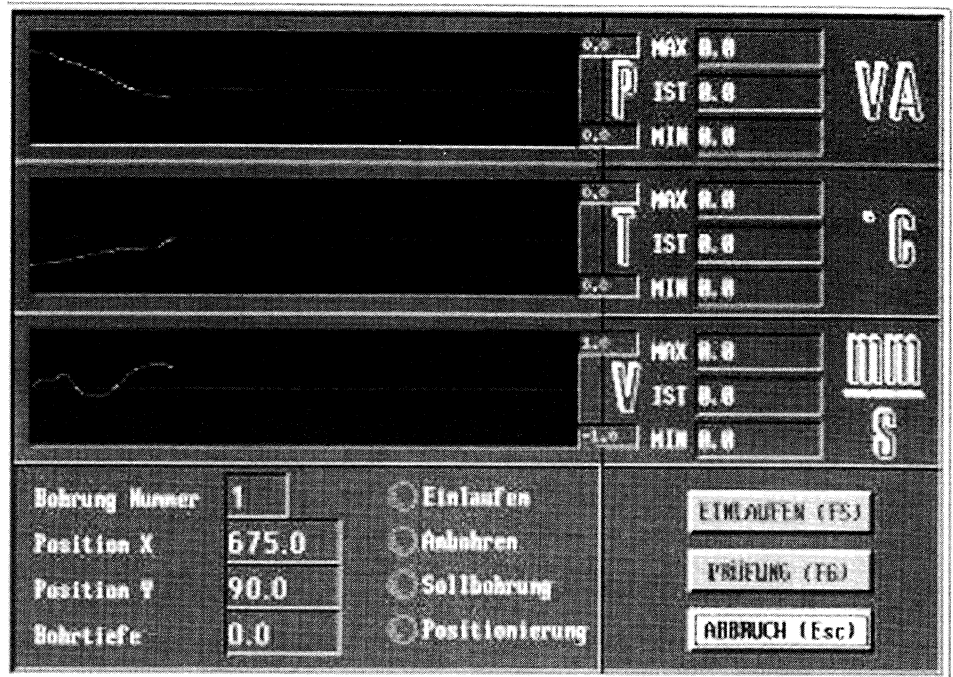 0.0 MAX 0.0
P IST 0.0 VA
0.0 MIN 0.0
0.0 MAX 0.0
T IST 0.0 °C
0.0 MIN 0.0
1.0 MAX 0.0
V IST 0.0 mm
-1.0 MIN 0.0 S
Bohrung Nummer 1 Einlaufen
EINLAUFEN (F5)
Position X 675.0 Anbohren
PRÜFUNG (F6)
Position Y 90.0 Sollbohrung
Bohrtiefe 0.0 Positionierung
ABBRUCH (Esc)